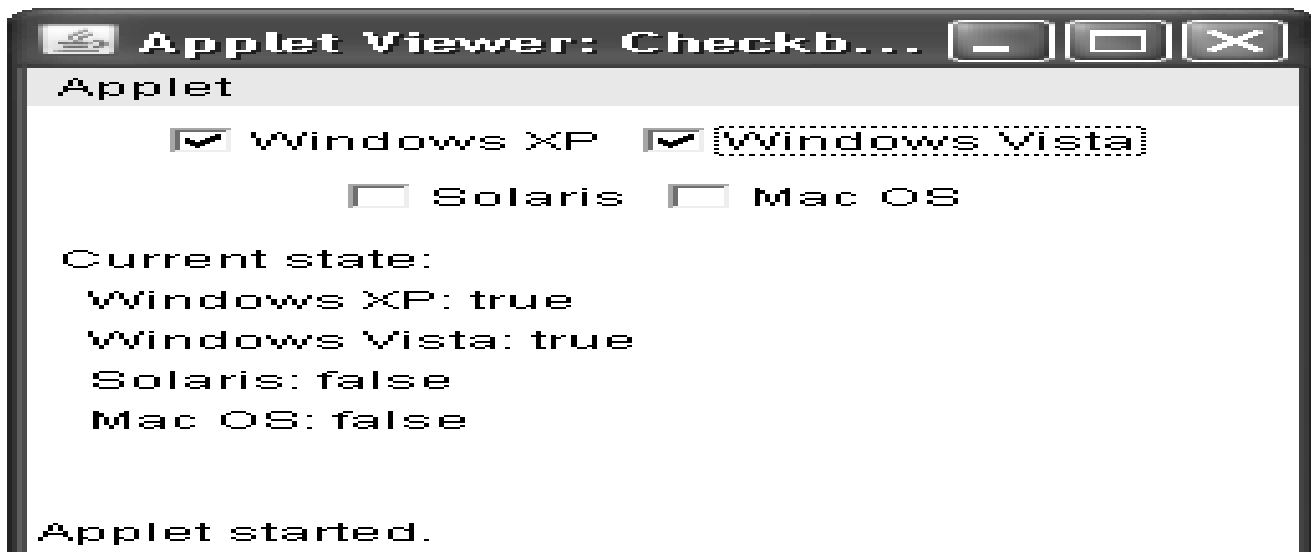 Applet Viewer: Checkb...
Applet
Windows XP Windows Vista
Solaris Mac OS
Current state:
Windows XP: true
Windows Vista: true
Solaris: false
Mac OS: false
Applet started.